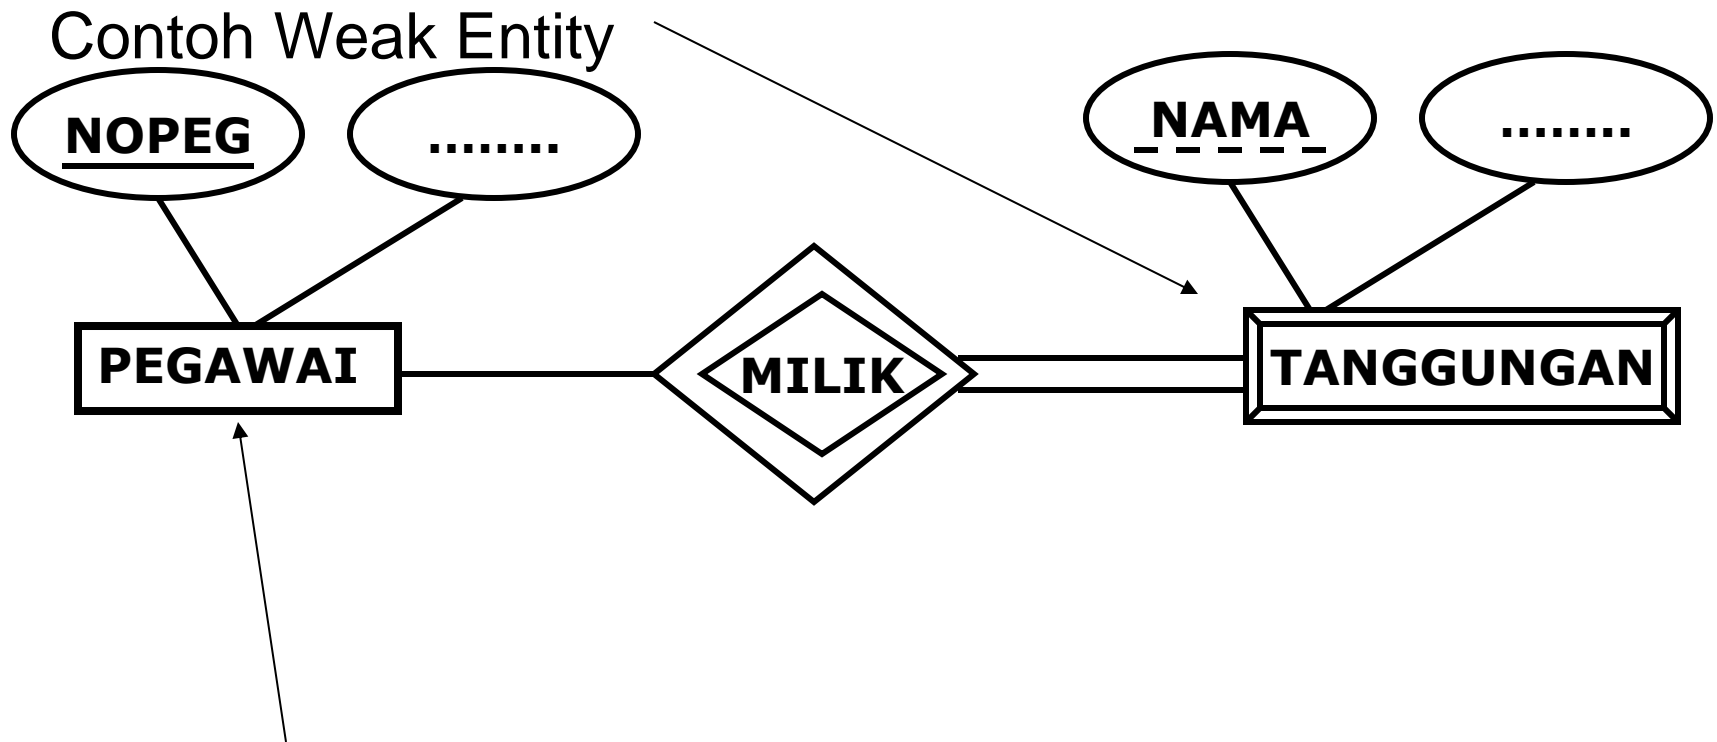 Contoh Weak Entity
NOPEG
........
NAMA
........
PEGAWAI
MILIK
TANGGUNGAN